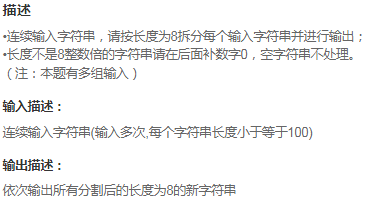 描述
•连续输入字符串，请按长度为8拆分每个输入字符串并进行输出；
•长度不是8整数倍的字符串请在后面补数字0，空字符串不处理。
（注：本题有多组输入）
输入描述：
连续输入字符串(输入多次,每个字符串长度小于等于100)
输出描述：
依次输出所有分割后的长度为8的新字符串